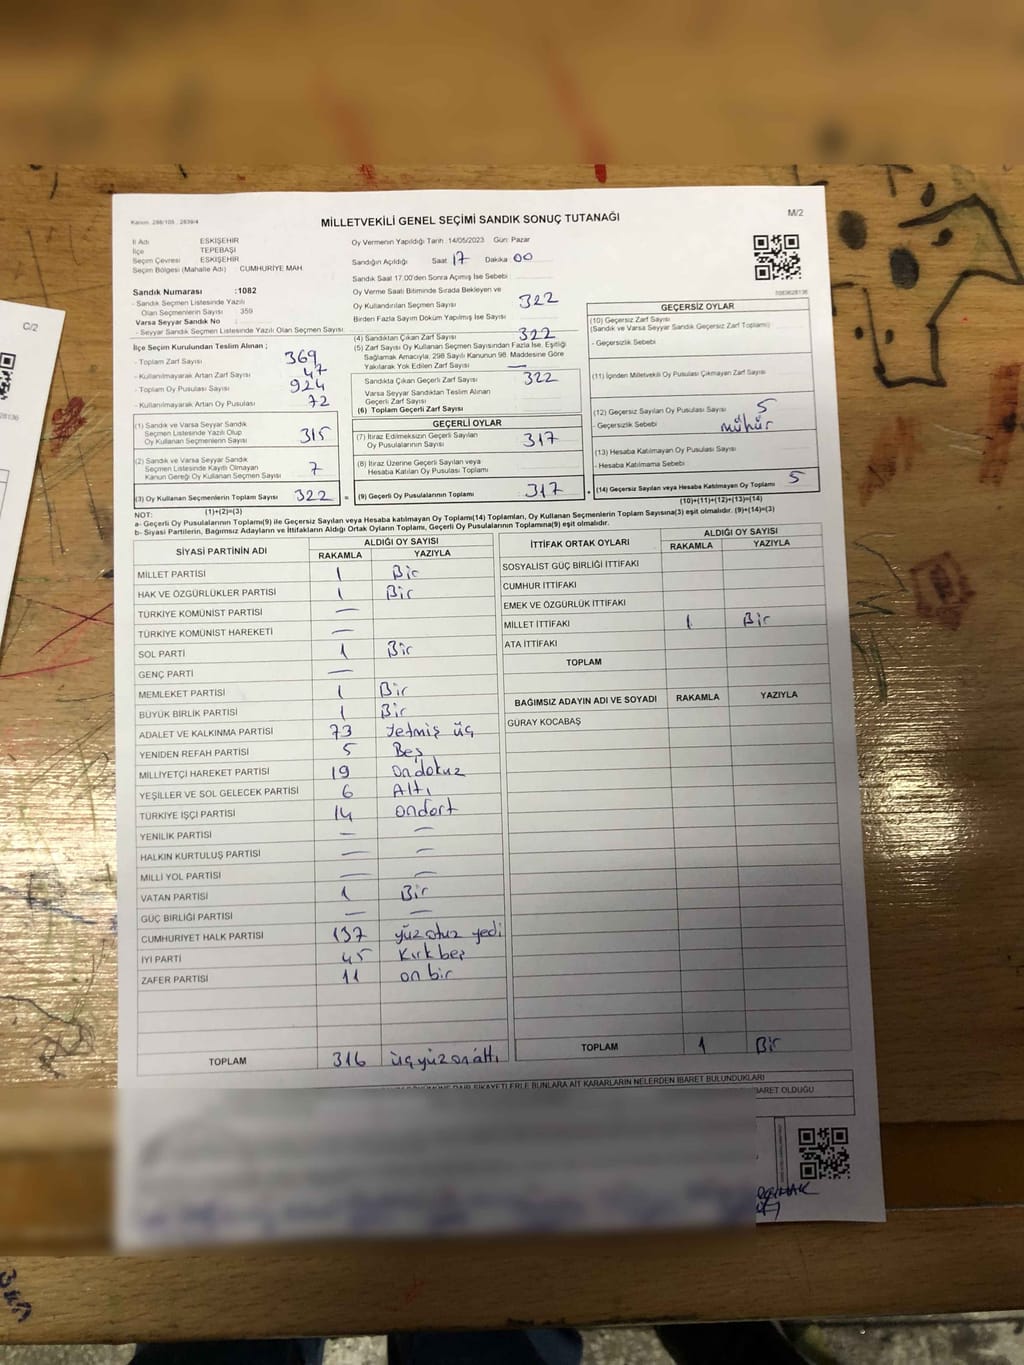 C/2
28136
Kanun: 298/105 ; 2839/4
MİLLETVEKİLİ GENEL SEÇİMİ SANDIK SONUÇ TUTANAĞI
M/2
İl Adı ESKİŞEHİR
İlçe TEPEBAŞI
Seçim Çevresi ESKİŞEHİR
Seçim Bölgesi (Mahalle Adı) CUMHURİYE MAH.
Sandık Numarası :1082
- Sandık Seçmen Listesinde Yazılı
Olan Seçmenlerin Sayısı 359
Varsa Seyyar Sandık No :
- Seyyar Sandık Seçmen Listesinde Yazılı Olan Seçmen Sayısı:
Oy Vermenin Yapıldığı Tarih : 14/05/2023 Gün: Pazar
Sandığın Açıldığı Saat 17 Dakika 00
Sandık Saat 17.00'den Sonra Açılmış İse Sebebi
Oy Verme Saati Bitiminde Sırada Bekleyen ve
Oy Kullandırılan Seçmen Sayısı 322
Birden Fazla Sayım Döküm Yapılmış İse Sayısı
İlçe Seçim Kurulundan Teslim Alınan ;
- Toplam Zarf Sayısı 369
- Kullanılmayarak Artan Zarf Sayısı 47
- Toplam Oy Pusulası Sayısı 924
- Kullanılmayarak Artan Oy Pusulası 72
(1) Sandık ve Varsa Seyyar Sandık
Seçmen Listesinde Yazılı Olup
Oy Kullanan Seçmenlerin Sayısı 315
(2) Sandık ve Varsa Seyyar Sandık
Seçmen Listesinde Kayıtlı Olmayan
Kanun Gereği Oy Kullanan Seçmen Sayısı 7
(3) Oy Kullanan Seçmenlerin Toplam Sayısı 322 =
(1)+(2)=(3)
(4) Sandıktan Çıkan Zarf Sayısı 322
(5) Zarf Sayısı Oy Kullanan Seçmen Sayısından Fazla İse, Eşitliği
Sağlamak Amacıyla; 298 Sayılı Kanunun 98. Maddesine Göre
Yakılarak Yok Edilen Zarf Sayısı —
Sandıkta Çıkan Geçerli Zarf Sayısı 322
Varsa Seyyar Sandıktan Teslim Alınan
Geçerli Zarf Sayısı
(6) Toplam Geçerli Zarf Sayısı
GEÇERLİ OYLAR
(7) İtiraz Edilmeksizin Geçerli Sayılan
Oy Pusulalarının Sayısı 317
(8) İtiraz Üzerine Geçerli Sayılan veya
Hesaba Katılan Oy Pusulası Toplamı
(9) Geçerli Oy Pusulalarının Toplamı 317 +
GEÇERSİZ OYLAR
(10) Geçersiz Zarf Sayısı
(Sandık ve Varsa Seyyar Sandık Geçersiz Zarf Toplamı)
- Geçersizlik Sebebi
(11) İçinden Milletvekili Oy Pusulası Çıkmayan Zarf Sayısı
(12) Geçersiz Sayılan Oy Pusulası Sayısı 5
- Geçersizlik Sebebi mühür
(13) Hesaba Katılmayan Oy Pusulası Sayısı
- Hesaba Katılmama Sebebi
(14) Geçersiz Sayılan veya Hesaba Katılmayan Oy Toplamı 5
(10)+(11)+(12)+(13)=(14)
NOT:
a- Geçerli Oy Pusulalarının Toplamı(9) ile Geçersiz Sayılan veya Hesaba katılmayan Oy Toplamı(14) Toplamları, Oy Kullanan Seçmenlerin Toplam Sayısına(3) eşit olmalıdır. (9)+(14)=(3)
b- Siyasi Partilerin, Bağımsız Adayların ve İttifakların Aldığı Ortak Oyların Toplamı, Geçerli Oy Pusulalarının Toplamına(9) eşit olmalıdır.
SİYASİ PARTİNİN ADI ALDIĞI OY SAYISI
RAKAMLA YAZIYLA
MİLLET PARTİSİ 1 Bir
HAK VE ÖZGÜRLÜKLER PARTİSİ 1 Bir
TÜRKİYE KOMÜNİST PARTİSİ —
TÜRKİYE KOMÜNİST HAREKETİ —
SOL PARTİ 1 Bir
GENÇ PARTİ —
MEMLEKET PARTİSİ 1 Bir
BÜYÜK BİRLİK PARTİSİ 1 Bir
ADALET VE KALKINMA PARTİSİ 73 Yetmiş üç
YENİDEN REFAH PARTİSİ 5 Beş
MİLLİYETÇİ HAREKET PARTİSİ 19 ondokuz
YEŞİLLER VE SOL GELECEK PARTİSİ 6 Altı
TÜRKİYE İŞÇİ PARTİSİ 14 ondört
YENİLİK PARTİSİ — —
HALKIN KURTULUŞ PARTİSİ — —
MİLLİ YOL PARTİSİ — —
VATAN PARTİSİ 1 Bir
GÜÇ BİRLİĞİ PARTİSİ — —
CUMHURİYET HALK PARTİSİ 137 yüz otuz yedi
İYİ PARTİ 45 Kırkbeş
ZAFER PARTİSİ 11 on bir
TOPLAM 316 üçyüzonaltı
İTTİFAK ORTAK OYLARI ALDIĞI OY SAYISI
RAKAMLA YAZIYLA
SOSYALİST GÜÇ BİRLİĞİ İTTİFAKI
CUMHUR İTTİFAKI
EMEK VE ÖZGÜRLÜK İTTİFAKI
MİLLET İTTİFAKI 1 Bir
ATA İTTİFAKI
TOPLAM
BAĞIMSIZ ADAYIN ADI VE SOYADI RAKAMLA YAZIYLA
GÜRAY KOCABAŞ
TOPLAM 1 Bir
ŞİKAYETLERLE BUNLARA AİT KARARLARIN NELERDEN İBARET BULUNDUKLARI
İBARET OLDUĞU